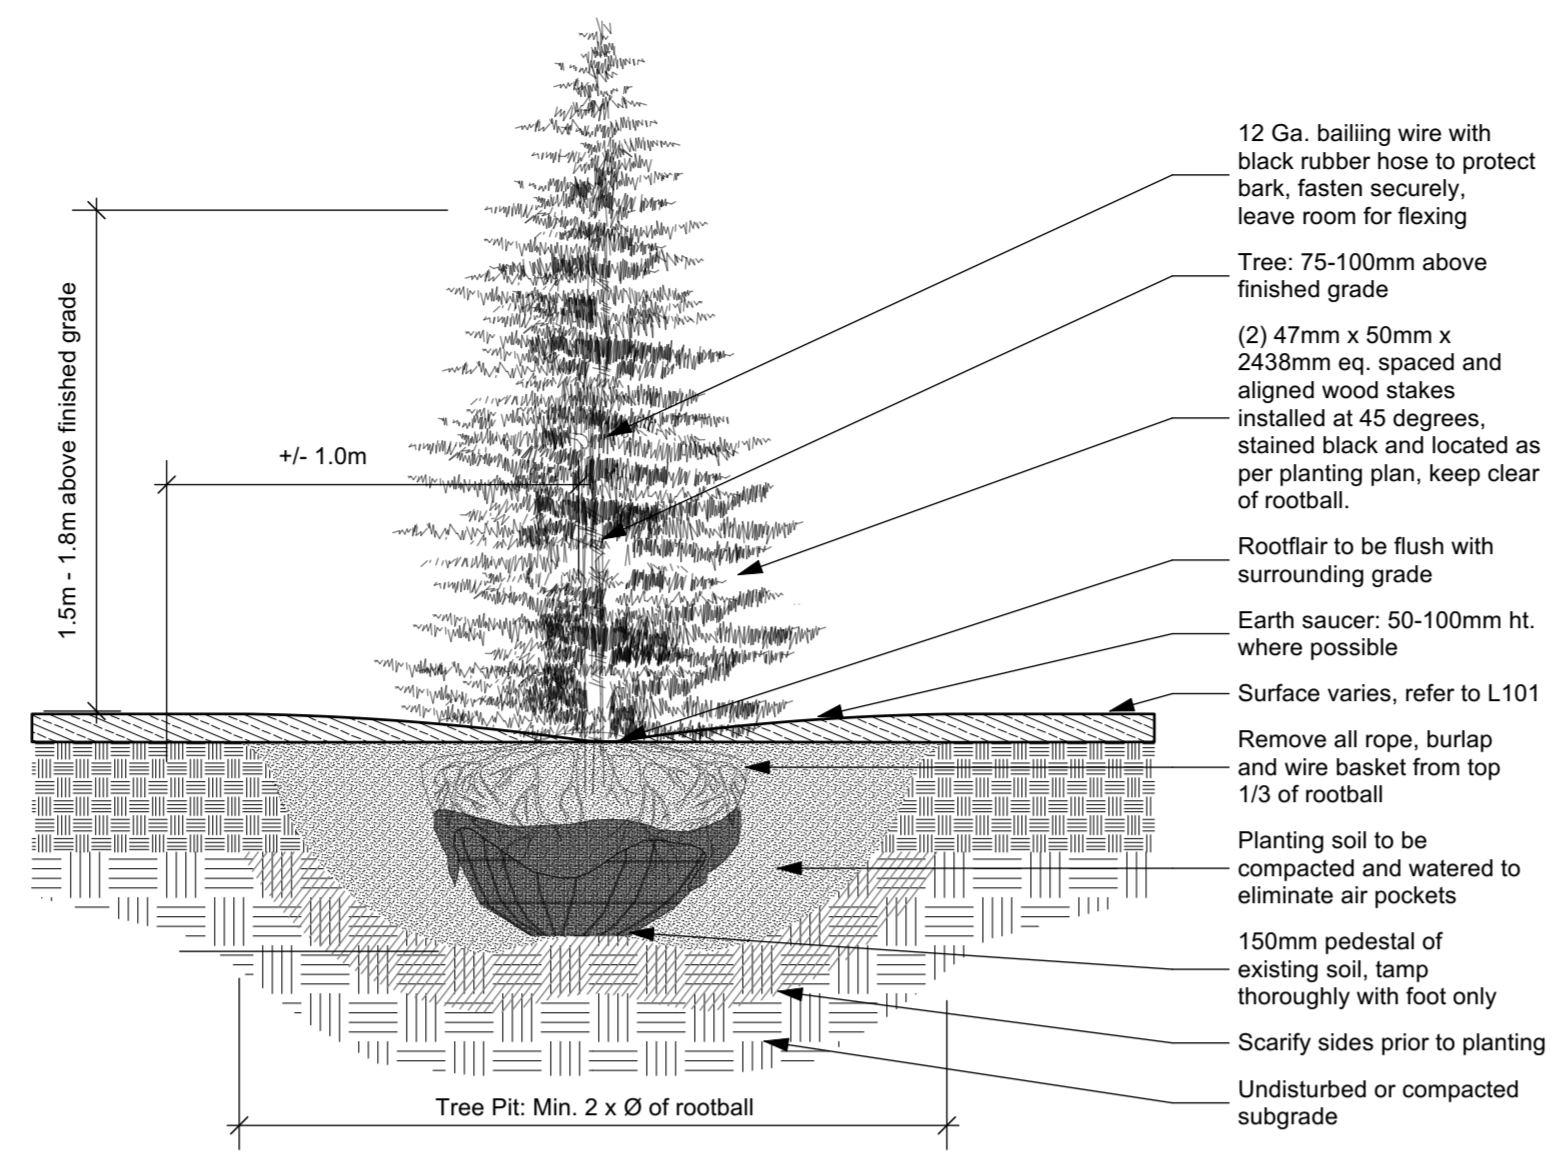 12 Ga. bailiing wire with
black rubber hose to protect
bark, fasten securely,
leave room for flexing
Tree: 75-100mm above
finished grade
(2) 47mm x 50mm x
2438mm eq. spaced and
aligned wood stakes
installed at 45 degrees,
stained black and located as
per planting plan, keep clear
of rootball.
Rootflair to be flush with
surrounding grade
Earth saucer: 50-100mm ht.
where possible
Surface varies, refer to L101
Remove all rope, burlap
and wire basket from top
1/3 of rootball
Planting soil to be
compacted and watered to
eliminate air pockets
150mm pedestal of
existing soil, tamp
thoroughly with foot only
Scarify sides prior to planting
Undisturbed or compacted
subgrade
1.5m - 1.8m above finished grade
+/- 1.0m
Tree Pit: Min. 2 x Ø of rootball